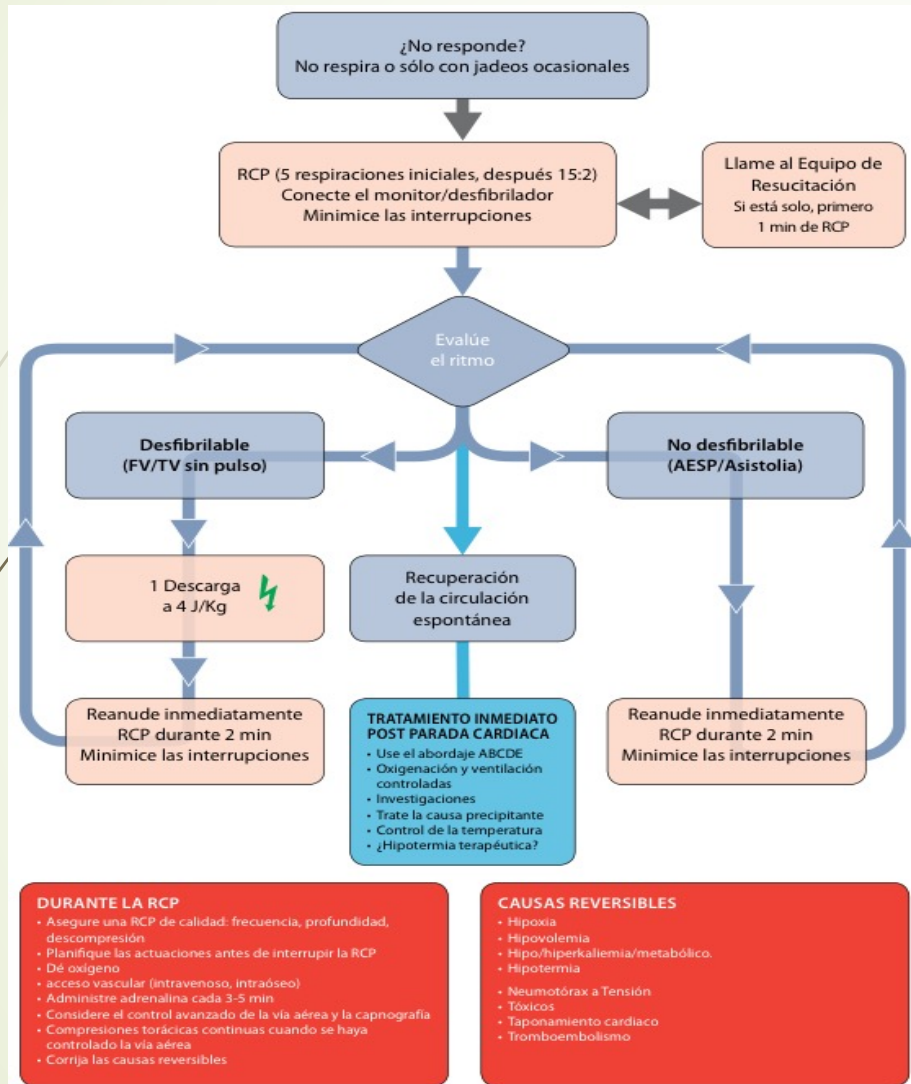 ¿No responde?
No respira o sólo con jadeos ocasionales
RCP (5 respiraciones iniciales, después 15:2)
Conecte el monitor/desfibrilador
Minimice las interrupciones
Llame al Equipo de
Resucitación
Si está solo, primero
1 min de RCP
Evalúe
el ritmo
Desfibrilable
(FV/TV sin pulso)
No desfibrilable
(AESP/Asistolia)
1 Descarga
a 4 J/Kg
Recuperación
de la circulación
espontánea
Reanude inmediatamente
RCP durante 2 min
Minimice las interrupciones
TRATAMIENTO INMEDIATO
POST PARADA CARDIACA
• Use el abordaje ABCDE
• Oxigenación y ventilación
controladas
• Investigaciones
• Trate la causa precipitante
• Control de la temperatura
• ¿Hipotermia terapéutica?
Reanude inmediatamente
RCP durante 2 min
Minimice las interrupciones
DURANTE LA RCP
• Asegure una RCP de calidad: frecuencia, profundidad,
descompresión
• Planifique las actuaciones antes de interrupir la RCP
• Dé oxígeno
• acceso vascular (intravenoso, intraóseo)
• Administre adrenalina cada 3-5 min
• Considere el control avanzado de la vía aérea y la capnografía
• Compresiones torácicas continuas cuando se haya
controlado la vía aérea
• Corrija las causas reversibles
CAUSAS REVERSIBLES
• Hipoxia
• Hipovolemia
• Hipo/hiperkaliemia/metabólico.
• Hipotermia
• Neumotórax a Tensión
• Tóxicos
• Taponamiento cardiaco
• Tromboembolismo